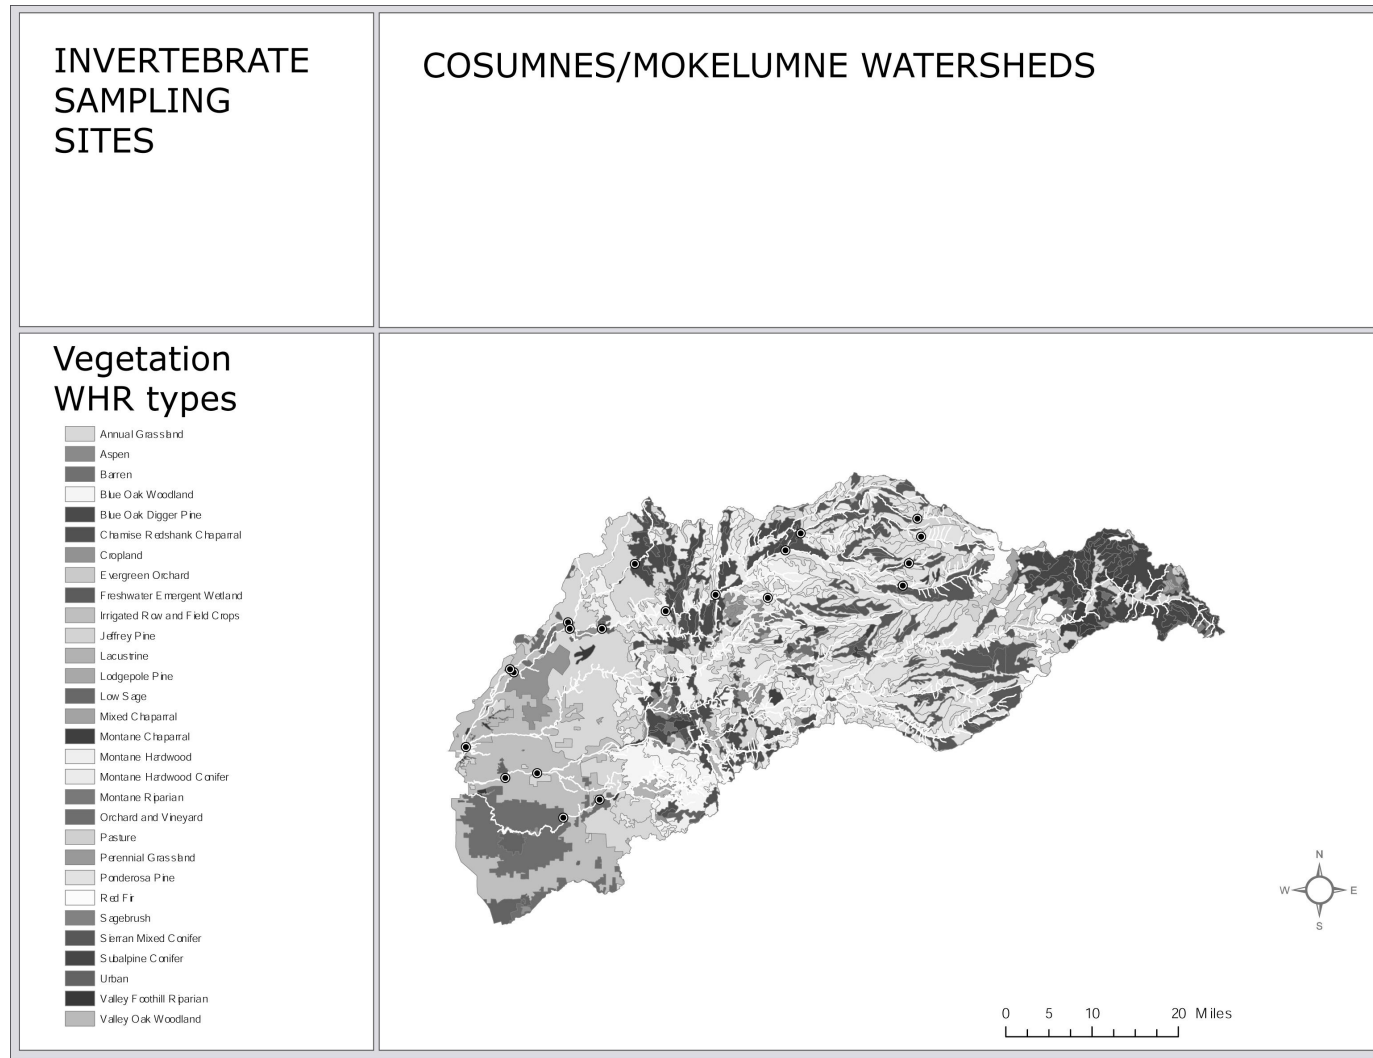 INVERTEBRATE
SAMPLING
SITES
COSUMNES/MOKELUMNE WATERSHEDS
Vegetation
WHR types
Annual Grassland
Aspen
Barren
Blue Oak Woodland
Blue Oak Digger Pine
Chamise Redshank Chaparral
Cropland
Evergreen Orchard
Freshwater Emergent Wetland
Irrigated Row and Field Crops
Jeffrey Pine
Lacustrine
Lodgepole Pine
Low Sage
Mixed Chaparral
Montane Chaparral
Montane Hardwood
Montane Hardwood Conifer
Montane Riparian
Orchard and Vineyard
Pasture
Perennial Grassland
Ponderosa Pine
Red Fir
Sagebrush
Sierran Mixed Conifer
Subalpine Conifer
Urban
Valley Foothill Riparian
Valley Oak Woodland
N
W E
S
0 5 10 20 Miles